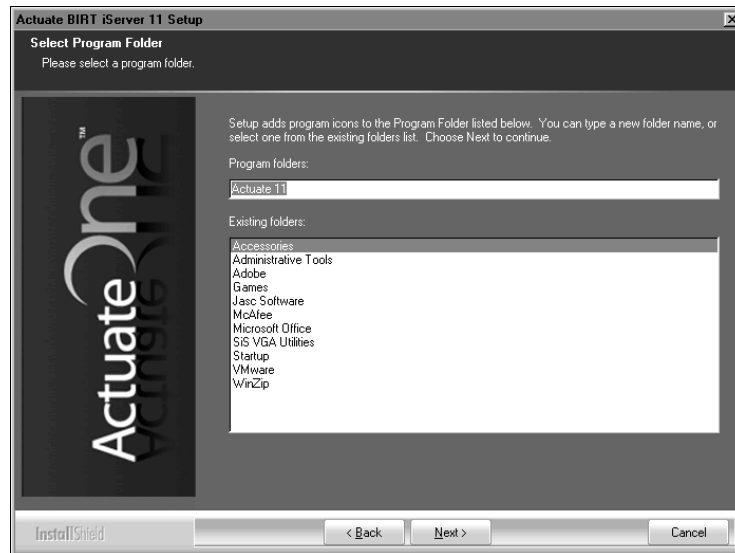 Actuate BIRT iServer 11 Setup
Select Program Folder
Please select a program folder.
Setup adds program icons to the Program Folder listed below. You can type a new folder name, or
select one from the existing folders list. Choose Next to continue.
Program folders:
Actuate 11
Existing folders:
Accessories
Administrative Tools
Adobe
Games
Jasc Software
McAfee
Microsoft Office
SiS VGA Utilities
Startup
VMware
WinZip
ActuateOne™
InstallShield
< Back
Next >
Cancel